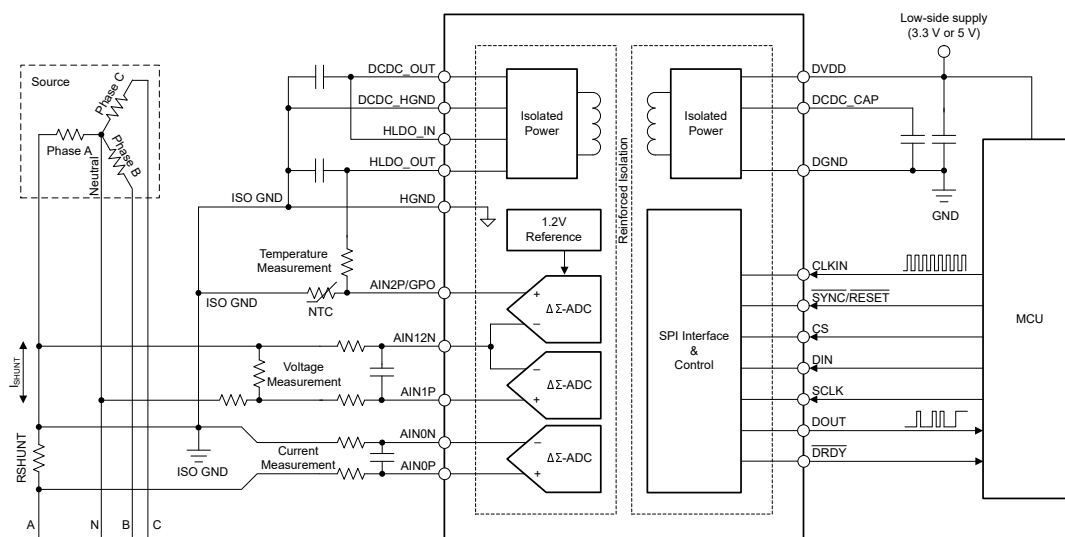 Source
Phase C
Phase A
Phase B
Neutral
ISHUNT
RSHUNT
A
N
B
C
ISO GND
Temperature
Measurement
ISO GND
NTC
Voltage
Measurement
Current
Measurement
ISO GND
DCDC_OUT
DCDC_HGND
HLDO_IN
HLDO_OUT
HGND
AIN2P/GPO
AIN12N
AIN1P
AIN0N
AIN0P
Isolated
Power
1.2V
Reference
+
ΔΣ-ADC
−
−
ΔΣ-ADC
+
−
ΔΣ-ADC
+
Reinforced Isolation
Isolated
Power
SPI Interface
&
Control
Low-side supply
(3.3 V or 5 V)
DVDD
DCDC_CAP
DGND
GND
CLKIN
SYNC/RESET
CS
DIN
SCLK
DOUT
DRDY
MCU